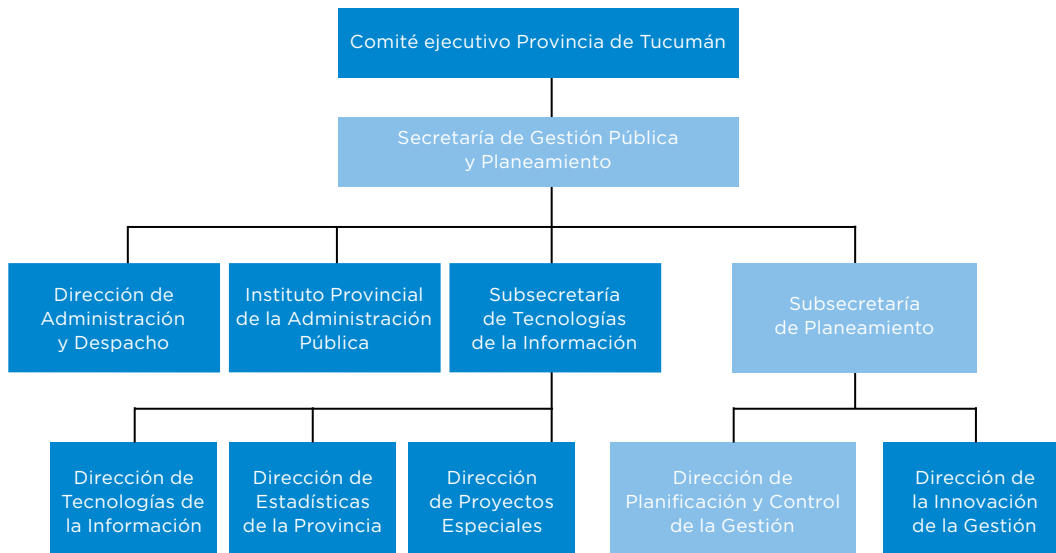 Comité ejecutivo Provincia de Tucumán
Secretaría de Gestión Pública
y Planeamiento
Dirección de
Administración
y Despacho
Instituto Provincial
de la Administración
Pública
Subsecretaría
de Tecnologías
de la Información
Subsecretaría
de Planeamiento
Dirección de
Tecnologías de
la Información
Dirección de
Estadísticas
de la Provincia
Dirección
de Proyectos
Especiales
Dirección de
Planificación y Control
de la Gestión
Dirección de
la Innovación
de la Gestión